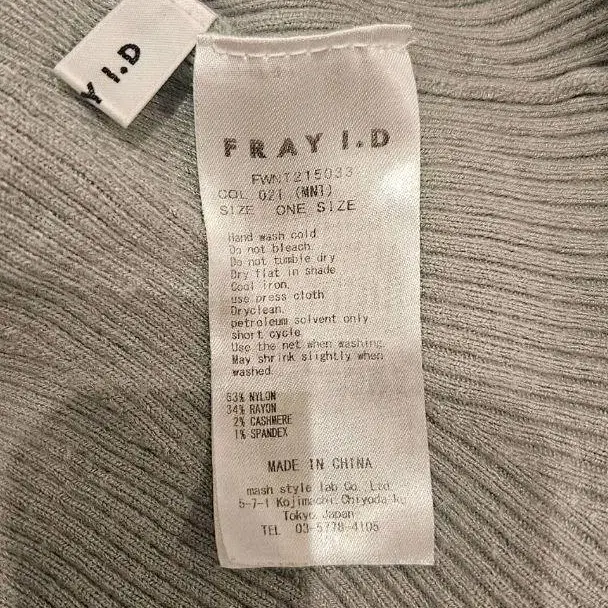 Y I.D
FRAY I.D
FWNT215033
COL 021 (MNT)
SIZE ONE SIZE
Hand wash cold
Do not bleach.
Do not tumble dry
Dry flat in shade
Cool iron.
use press cloth
Dryclean.
petroleum solvent only
short cycle
Use the net when washing.
May shrink slightly when
washed.
63% NYLON
34% RAYON
2% CASHMERE
1% SPANDEX
MADE IN CHINA
mash style lab Co. Ltd
5-7-1 Kojimachi Chiyoda-ku
Tokyo Japan
TEL 03-5778-4105